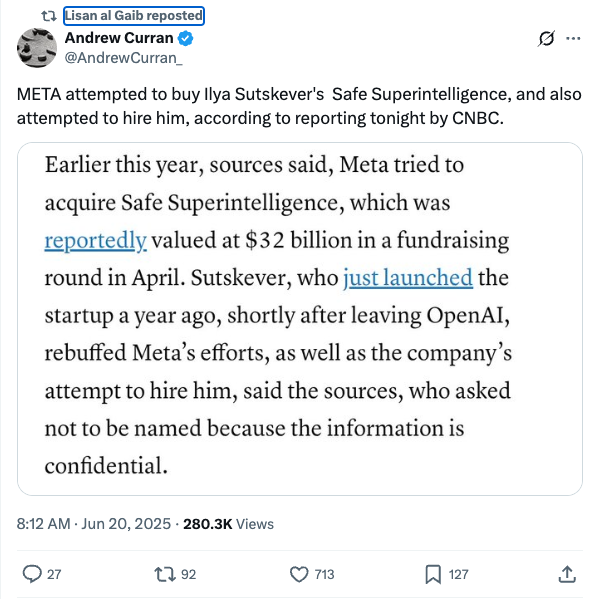 Lisan al Gaib reposted
Andrew Curran
@AndrewCurran_
META attempted to buy Ilya Sutskever's  Safe Superintelligence, and also
attempted to hire him, according to reporting tonight by CNBC.
Earlier this year, sources said, Meta tried to
acquire Safe Superintelligence, which was
reportedly valued at $32 billion in a fundraising
round in April. Sutskever, who just launched the
startup a year ago, shortly after leaving OpenAI,
rebuffed Meta’s efforts, as well as the company’s
attempt to hire him, said the sources, who asked
not to be named because the information is
confidential.
8:12 AM · Jun 20, 2025 · 280.3K Views
27 92 713 127